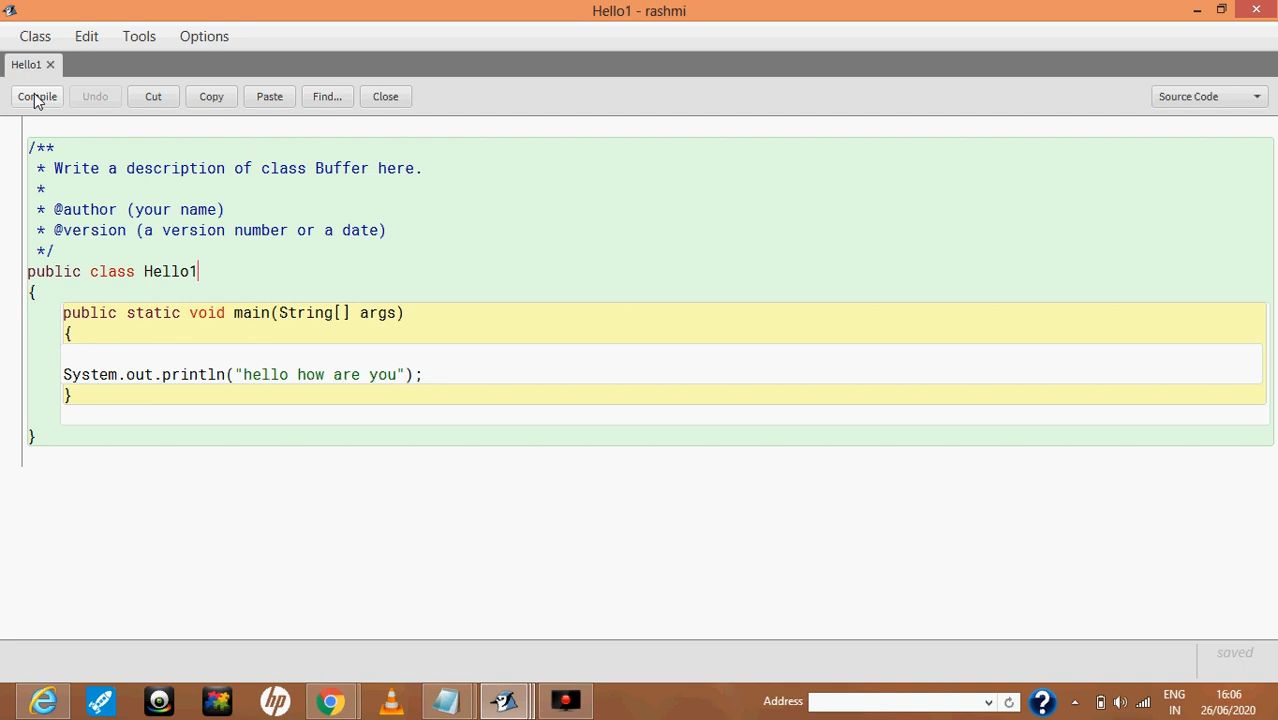 Hello1 - rashmi
Class Edit Tools Options
Hello1
Compile Undo Cut Copy Paste Find... Close Source Code
/**
* Write a description of class Buffer here.
*
* @author (your name)
* @version (a version number or a date)
*/
public class Hello1
{
public static void main(String[] args)
{
System.out.println("hello how are you");
}
}
saved
hp Address ENG 16:06
IN 26/06/2020